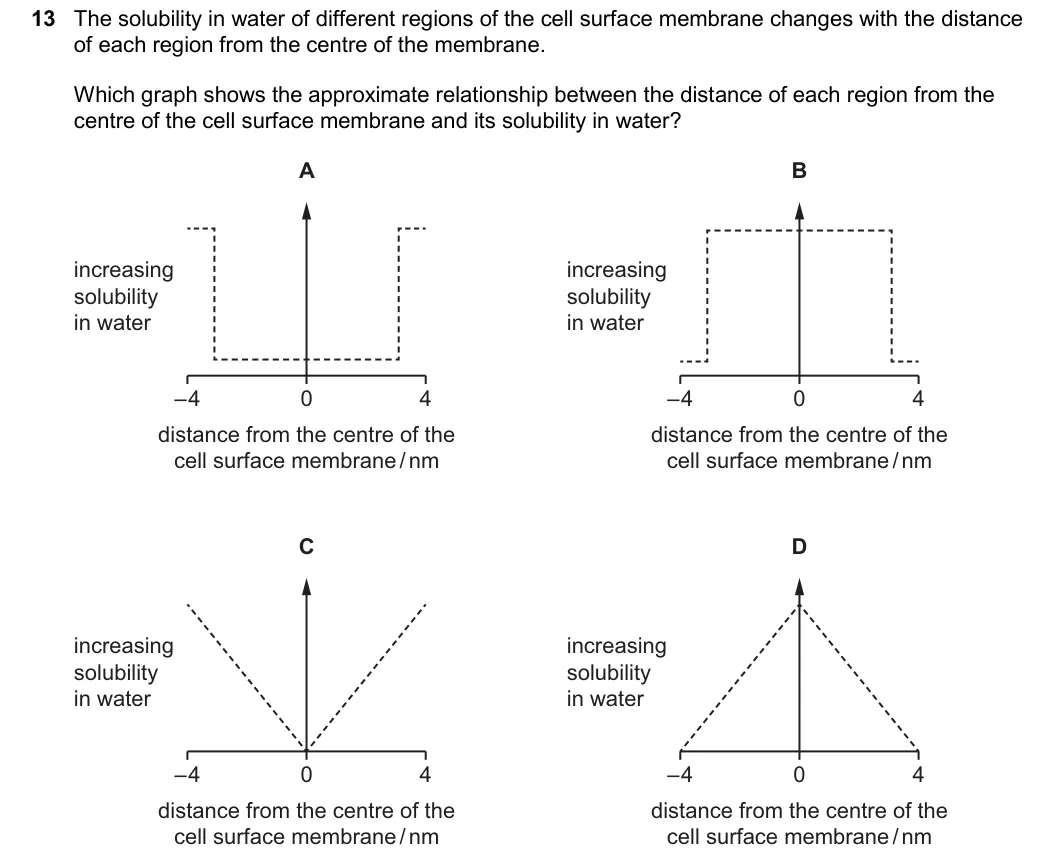 13 The solubility in water of different regions of the cell surface membrane changes with the distance
of each region from the centre of the membrane.
Which graph shows the approximate relationship between the distance of each region from the
centre of the cell surface membrane and its solubility in water?
A
increasing
solubility
in water
–4 0 4
distance from the centre of the
cell surface membrane / nm
B
increasing
solubility
in water
–4 0 4
distance from the centre of the
cell surface membrane / nm
C
increasing
solubility
in water
–4 0 4
distance from the centre of the
cell surface membrane / nm
D
increasing
solubility
in water
–4 0 4
distance from the centre of the
cell surface membrane / nm